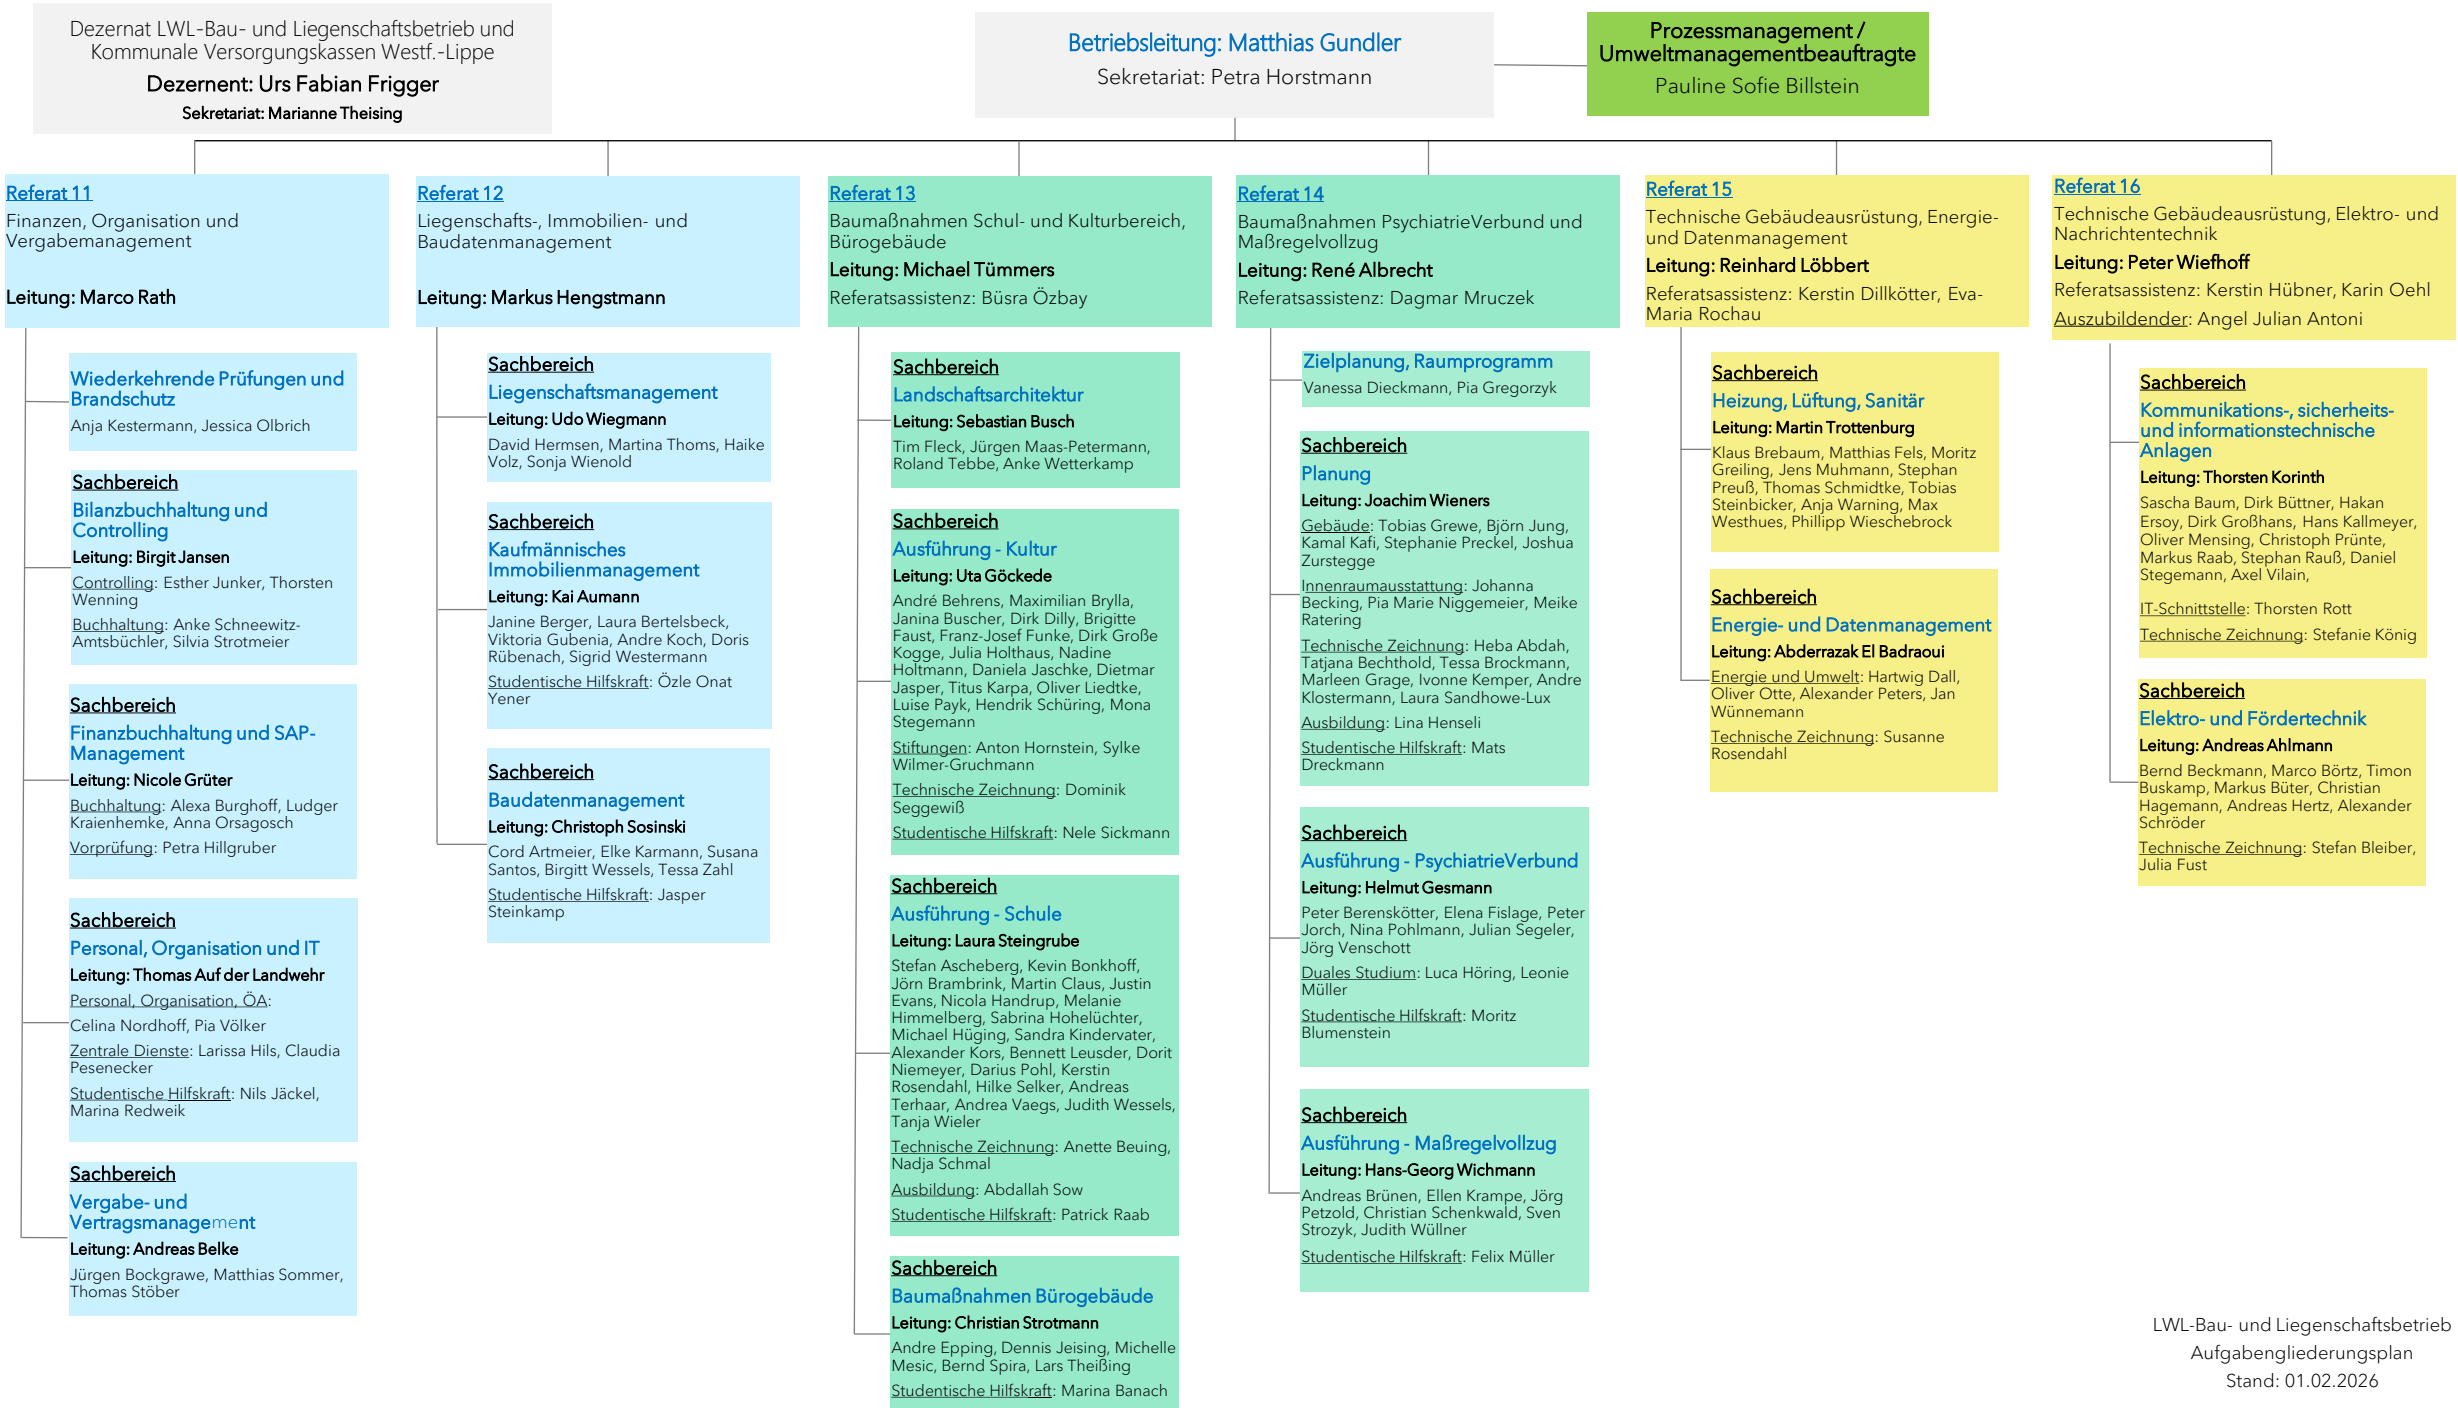 Dezernat LWL-Bau- und Liegenschaftsbetrieb und
Kommunale Versorgungskassen Westf.-Lippe
Dezernent: Urs Fabian Frigger
Sekretariat: Marianne Theising
Betriebsleitung: Matthias Gundler
Sekretariat: Petra Horstmann
Prozessmanagement /
Umweltmanagementbeauftragte
Pauline Sofie Billstein
Referat 11
Finanzen, Organisation und
Vergabemanagement
Leitung: Marco Rath
Wiederkehrende Prüfungen und
Brandschutz
Anja Kestermann, Jessica Olbrich
Sachbereich
Bilanzbuchhaltung und
Controlling
Leitung: Birgit Jansen
Controlling: Esther Junker, Thorsten
Wenning
Buchhaltung: Anke Schneewitz-
Amtsbüchler, Silvia Strotmeier
Sachbereich
Finanzbuchhaltung und SAP-
Management
Leitung: Nicole Grüter
Buchhaltung: Alexa Burghoff, Ludger
Kraienhemke, Anna Orsagosch
Vorprüfung: Petra Hillgruber
Sachbereich
Personal, Organisation und IT
Leitung: Thomas Auf der Landwehr
Personal, Organisation, ÖA:
Celina Nordhoff, Pia Völker
Zentrale Dienste: Larissa Hils, Claudia
Pesenecker
Studentische Hilfskraft: Nils Jäckel,
Marina Redweik
Sachbereich
Vergabe- und
Vertragsmanagement
Leitung: Andreas Belke
Jürgen Bockgrawe, Matthias Sommer,
Thomas Stöber
Referat 12
Liegenschafts-, Immobilien- und
Baudatenmanagement
Leitung: Markus Hengstmann
Sachbereich
Liegenschaftsmanagement
Leitung: Udo Wiegmann
David Hermsen, Martina Thoms, Haike
Volz, Sonja Wienold
Sachbereich
Kaufmännisches
Immobilienmanagement
Leitung: Kai Aumann
Janine Berger, Laura Bertelsbeck,
Viktoria Gubenia, Andre Koch, Doris
Rübenach, Sigrid Westermann
Studentische Hilfskraft: Özle Onat
Yener
Sachbereich
Baudatenmanagement
Leitung: Christoph Sosinski
Cord Artmeier, Elke Karmann, Susana
Santos, Birgitt Wessels, Tessa Zahl
Studentische Hilfskraft: Jasper
Steinkamp
Referat 13
Baumaßnahmen Schul- und Kulturbereich,
Bürogebäude
Leitung: Michael Tümmers
Referatsassistenz: Büsra Özbay
Sachbereich
Landschaftsarchitektur
Leitung: Sebastian Busch
Tim Fleck, Jürgen Maas-Petermann,
Roland Tebbe, Anke Wetterkamp
Sachbereich
Ausführung - Kultur
Leitung: Uta Göckede
André Behrens, Maximilian Brylla,
Janina Buscher, Dirk Dilly, Brigitte
Faust, Franz-Josef Funke, Dirk Große
Kogge, Julia Holthaus, Nadine
Holtmann, Daniela Jaschke, Dietmar
Jasper, Titus Karpa, Oliver Liedtke,
Luise Payk, Hendrik Schüring, Mona
Stegemann
Stiftungen: Anton Hornstein, Sylke
Wilmer-Gruchmann
Technische Zeichnung: Dominik
Seggewiß
Studentische Hilfskraft: Nele Sickmann
Sachbereich
Ausführung - Schule
Leitung: Laura Steingrube
Stefan Ascheberg, Kevin Bonkhoff,
Jörn Brambrink, Martin Claus, Justin
Evans, Nicola Handrup, Melanie
Himmelberg, Sabrina Hohelüchter,
Michael Hüging, Sandra Kindervater,
Alexander Kors, Bennett Leusder, Dorit
Niemeyer, Darius Pohl, Kerstin
Rosendahl, Hilke Selker, Andreas
Terhaar, Andrea Vaegs, Judith Wessels,
Tanja Wieler
Technische Zeichnung: Anette Beuing,
Nadja Schmal
Ausbildung: Abdallah Sow
Studentische Hilfskraft: Patrick Raab
Sachbereich
Baumaßnahmen Bürogebäude
Leitung: Christian Strotmann
Andre Epping, Dennis Jeising, Michelle
Mesic, Bernd Spira, Lars Theißing
Studentische Hilfskraft: Marina Banach
Referat 14
Baumaßnahmen PsychiatrieVerbund und
Maßregelvollzug
Leitung: René Albrecht
Referatsassistenz: Dagmar Mruczek
Zielplanung, Raumprogramm
Vanessa Dieckmann, Pia Gregorzyk
Sachbereich
Planung
Leitung: Joachim Wieners
Gebäude: Tobias Grewe, Björn Jung,
Kamal Kafi, Stephanie Preckel, Joshua
Zurstegge
Innenraumausstattung: Johanna
Becking, Pia Marie Niggemeier, Meike
Ratering
Technische Zeichnung: Heba Abdah,
Tatjana Bechthold, Tessa Brockmann,
Marleen Grage, Ivonne Kemper, Andre
Klostermann, Laura Sandhowe-Lux
Ausbildung: Lina Henseli
Studentische Hilfskraft: Mats
Dreckmann
Sachbereich
Ausführung - PsychiatrieVerbund
Leitung: Helmut Gesmann
Peter Berenskötter, Elena Fislage, Peter
Jorch, Nina Pohlmann, Julian Segeler,
Jörg Venschott
Duales Studium: Luca Höring, Leonie
Müller
Studentische Hilfskraft: Moritz
Blumenstein
Sachbereich
Ausführung - Maßregelvollzug
Leitung: Hans-Georg Wichmann
Andreas Brünen, Ellen Krampe, Jörg
Petzold, Christian Schenkwald, Sven
Strozyk, Judith Wüllner
Studentische Hilfskraft: Felix Müller
Referat 15
Technische Gebäudeausrüstung, Energie-
und Datenmanagement
Leitung: Reinhard Löbbert
Referatsassistenz: Kerstin Dillkötter, Eva-
Maria Rochau
Sachbereich
Heizung, Lüftung, Sanitär
Leitung: Martin Trottenburg
Klaus Brebaum, Matthias Fels, Moritz
Greiling, Jens Muhmann, Stephan
Preuß, Thomas Schmidtke, Tobias
Steinbicker, Anja Warning, Max
Westhues, Phillipp Wieschebrock
Sachbereich
Energie- und Datenmanagement
Leitung: Abderrazak El Badraoui
Energie und Umwelt: Hartwig Dall,
Oliver Otte, Alexander Peters, Jan
Wünnemann
Technische Zeichnung: Susanne
Rosendahl
Referat 16
Technische Gebäudeausrüstung, Elektro- und
Nachrichtentechnik
Leitung: Peter Wiefhoff
Referatsassistenz: Kerstin Hübner, Karin Oehl
Auszubildender: Angel Julian Antoni
Sachbereich
Kommunikations-, sicherheits-
und informationstechnische
Anlagen
Leitung: Thorsten Korinth
Sascha Baum, Dirk Büttner, Hakan
Ersoy, Dirk Großhans, Hans Kallmeyer,
Oliver Mensing, Christoph Prünte,
Markus Raab, Stephan Rauß, Daniel
Stegemann, Axel Vilain,
IT-Schnittstelle: Thorsten Rott
Technische Zeichnung: Stefanie König
Sachbereich
Elektro- und Fördertechnik
Leitung: Andreas Ahlmann
Bernd Beckmann, Marco Börtz, Timon
Buskamp, Markus Büter, Christian
Hagemann, Andreas Hertz, Alexander
Schröder
Technische Zeichnung: Stefan Bleiber,
Julia Fust
LWL-Bau- und Liegenschaftsbetrieb
Aufgabengliederungsplan
Stand: 01.02.2026